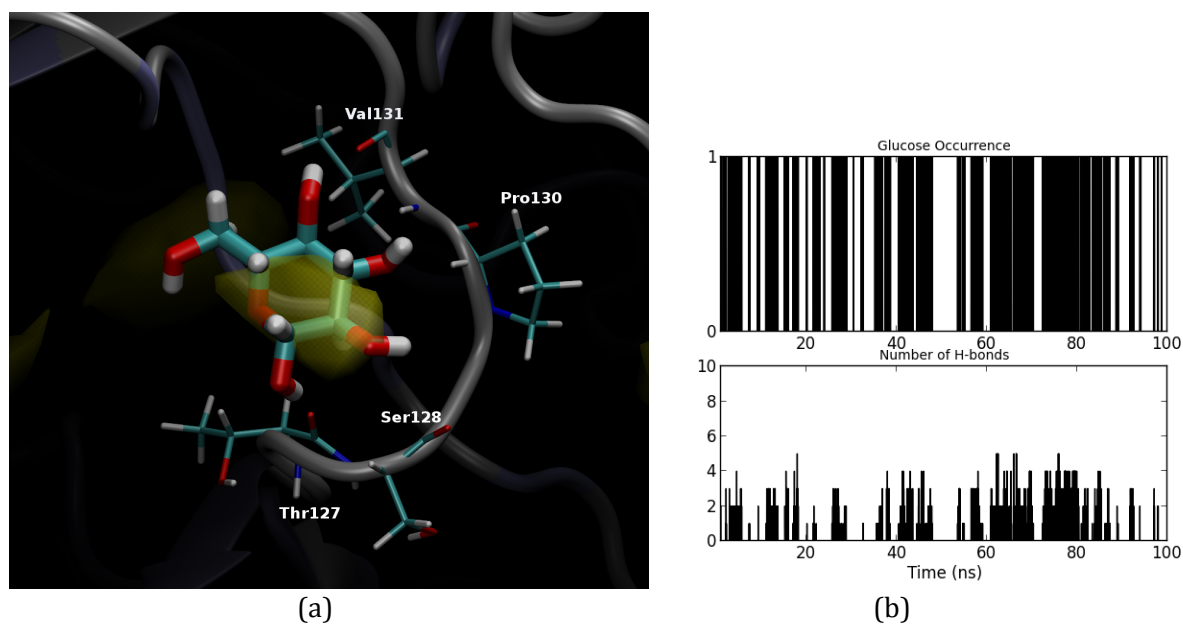 Val131
Pro130
Ser128
Thr127
(a)
Glucose Occurrence
1
0
20 40 60 80 100
Number of H-bonds
10
8
6
4
2
0
20 40 60 80 100
Time (ns)
(b)